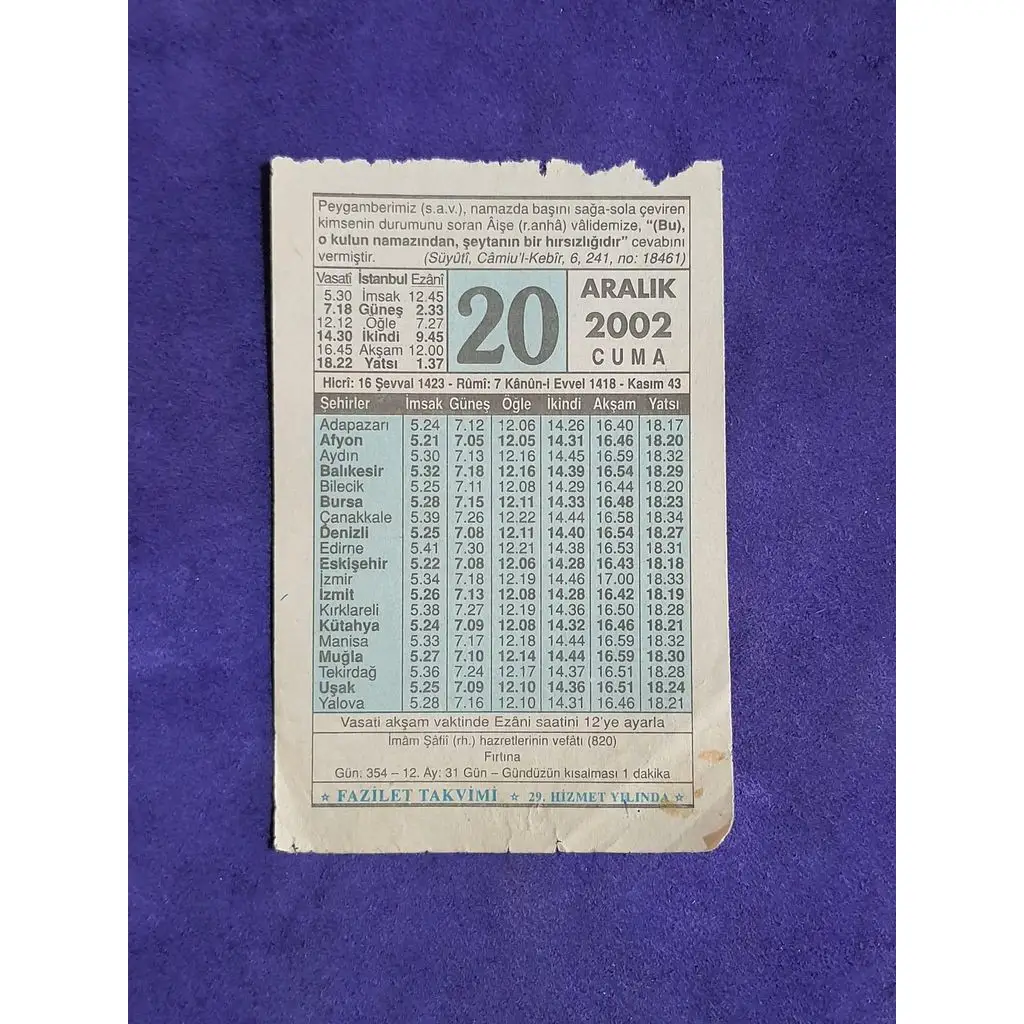 Peygamberimiz (s.a.v.), namazda başını sağa-sola çeviren
kimsenin durumunu soran Âişe (r.anhâ) vâlidemize, “(Bu),
o kulun namazından, şeytanın bir hırsızlığıdır” cevabını
vermiştir. (Süyûtî, Câmiu'l-Kebîr, 6, 241, no: 18461)
Vasatî İstanbul Ezânî
5.30 İmsak 12.45
7.18 Güneş 2.33
12.12 Öğle 7.27
14.30 İkindi 9.45
16.45 Akşam 12.00
18.22 Yatsı 1.37
20
ARALIK
2002
CUMA
Hicrî: 16 Şevval 1423 - Rûmî: 7 Kânûn-i Evvel 1418 - Kasım 43
Şehirler İmsak Güneş Öğle İkindi Akşam Yatsı
Adapazarı 5.24 7.12 12.06 14.26 16.40 18.17
Afyon 5.21 7.05 12.05 14.31 16.46 18.20
Aydın 5.30 7.13 12.16 14.45 16.59 18.32
Balıkesir 5.32 7.18 12.16 14.39 16.54 18.29
Bilecik 5.25 7.11 12.08 14.29 16.44 18.20
Bursa 5.28 7.15 12.11 14.33 16.48 18.23
Çanakkale 5.39 7.26 12.22 14.44 16.58 18.34
Denizli 5.25 7.08 12.11 14.40 16.54 18.27
Edirne 5.41 7.30 12.21 14.38 16.53 18.31
Eskişehir 5.22 7.08 12.06 14.28 16.43 18.18
İzmir 5.34 7.18 12.19 14.46 17.00 18.33
İzmit 5.26 7.13 12.08 14.28 16.42 18.19
Kırklareli 5.38 7.27 12.19 14.36 16.50 18.28
Kütahya 5.24 7.09 12.08 14.32 16.46 18.21
Manisa 5.33 7.17 12.18 14.44 16.59 18.32
Muğla 5.27 7.10 12.14 14.44 16.59 18.30
Tekirdağ 5.36 7.24 12.17 14.37 16.51 18.28
Uşak 5.25 7.09 12.10 14.36 16.51 18.24
Yalova 5.28 7.16 12.10 14.31 16.46 18.21
Vasati akşam vaktinde Ezâni saatini 12'ye ayarla
İmâm Şâfiî (rh.) hazretlerinin vefâtı (820)
Fırtına
Gün: 354 – 12. Ay: 31 Gün – Gündüzün kısalması 1 dakika
☆ FAZİLET TAKVİMİ ☆ 29. HİZMET YILINDA ☆